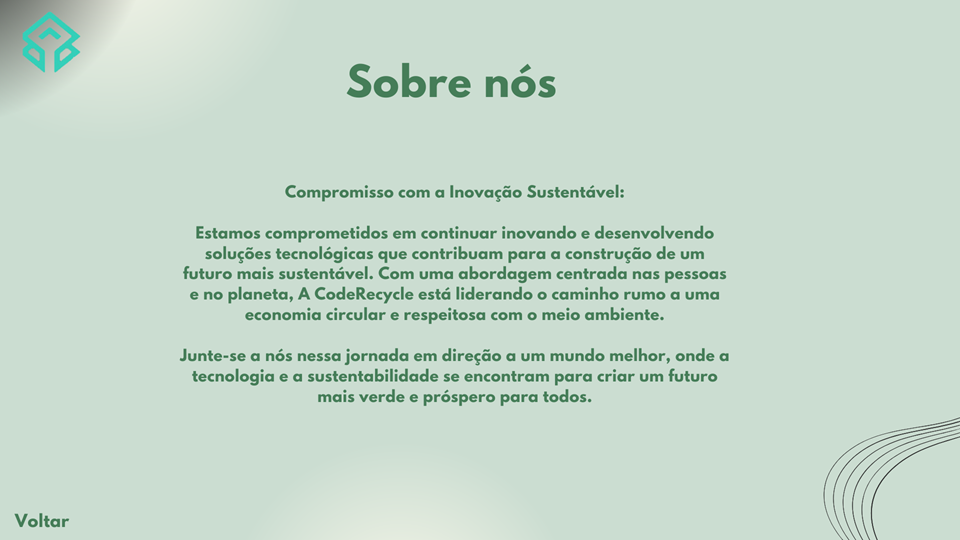 Sobre nós
Compromisso com a Inovação Sustentável:
Estamos comprometidos em continuar inovando e desenvolvendo
soluções tecnológicas que contribuam para a construção de um
futuro mais sustentável. Com uma abordagem centrada nas pessoas
e no planeta, A CodeRecycle está liderando o caminho rumo a uma
economia circular e respeitosa com o meio ambiente.
Junte-se a nós nessa jornada em direção a um mundo melhor, onde a
tecnologia e a sustentabilidade se encontram para criar um futuro
mais verde e próspero para todos.
Voltar